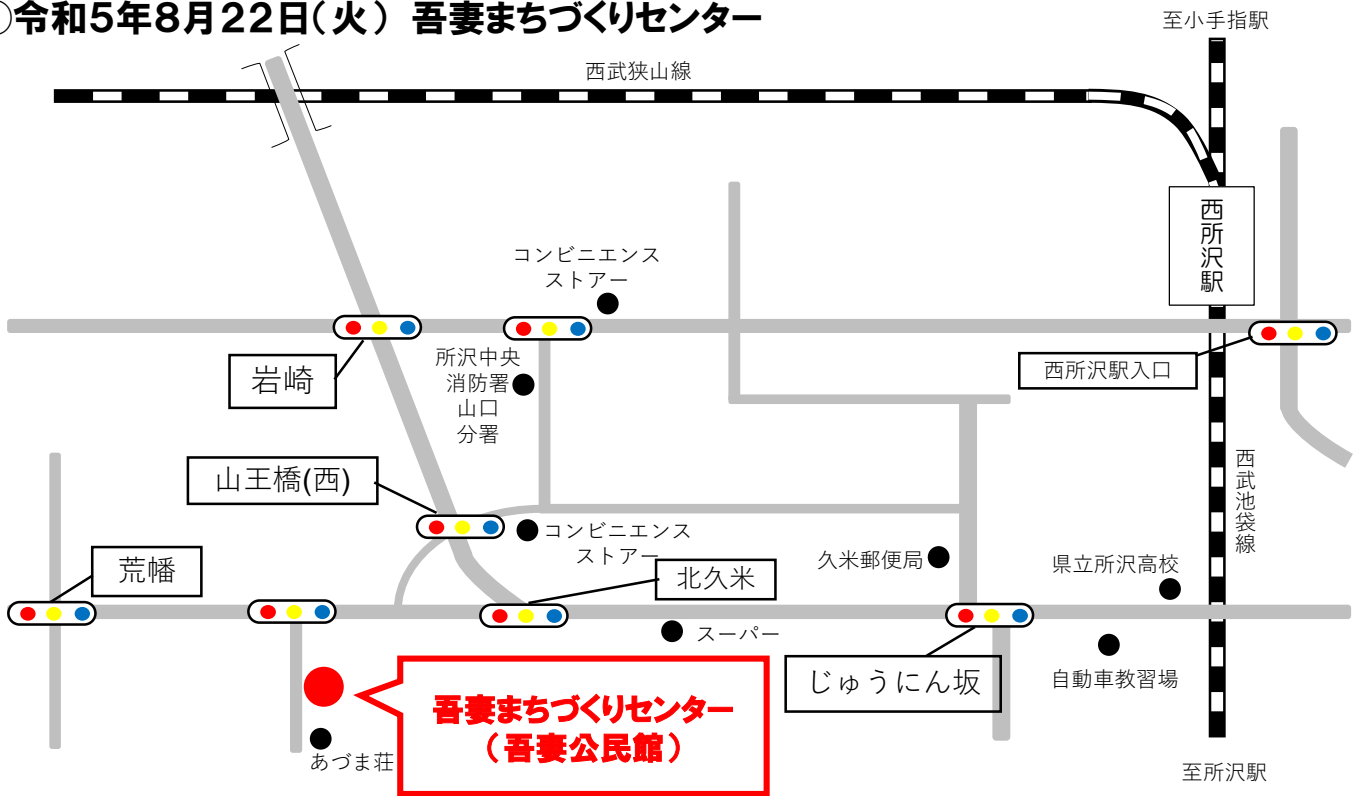 令和5年8月22日(火) 吾妻まちづくりセンター
至小手指駅
西武狭山線
西所沢駅
コンビニエンス
ストアー
岩崎
所沢中央
消防署
山口
分署
西所沢駅入口
山王橋(西)
西武池袋線
コンビニエンス
ストアー
荒幡
北久米
久米郵便局
県立所沢高校
スーパー
じゅうにん坂
自動車教習場
吾妻まちづくりセンター
(吾妻公民館)
あづま荘
至所沢駅